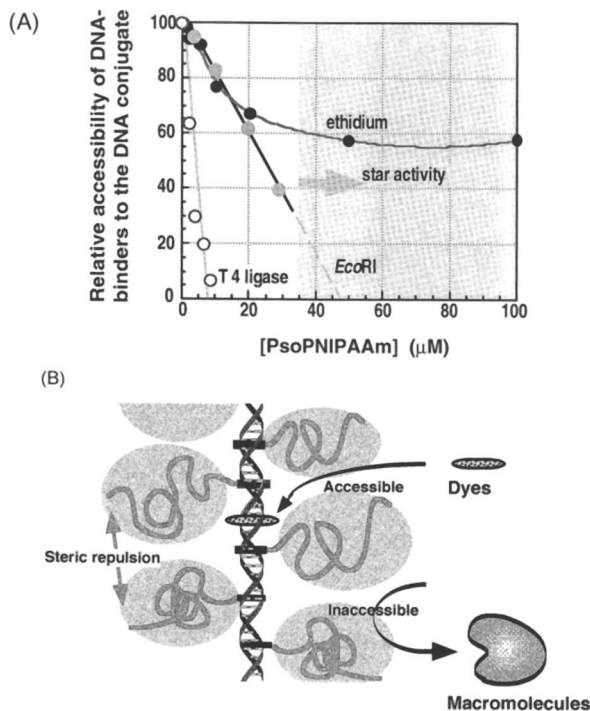 (A)
Relative accessibility of DNA-
binders to the DNA conjugate
100
80
60
40
20
0
ethidium
star activity
EcoRI
T 4 ligase
0 20 40 60 80 100
[PsoPNIPAAm] (μM)
(B)
Accessible
Dyes
Steric repulsion
Inaccessible
Macromolecules